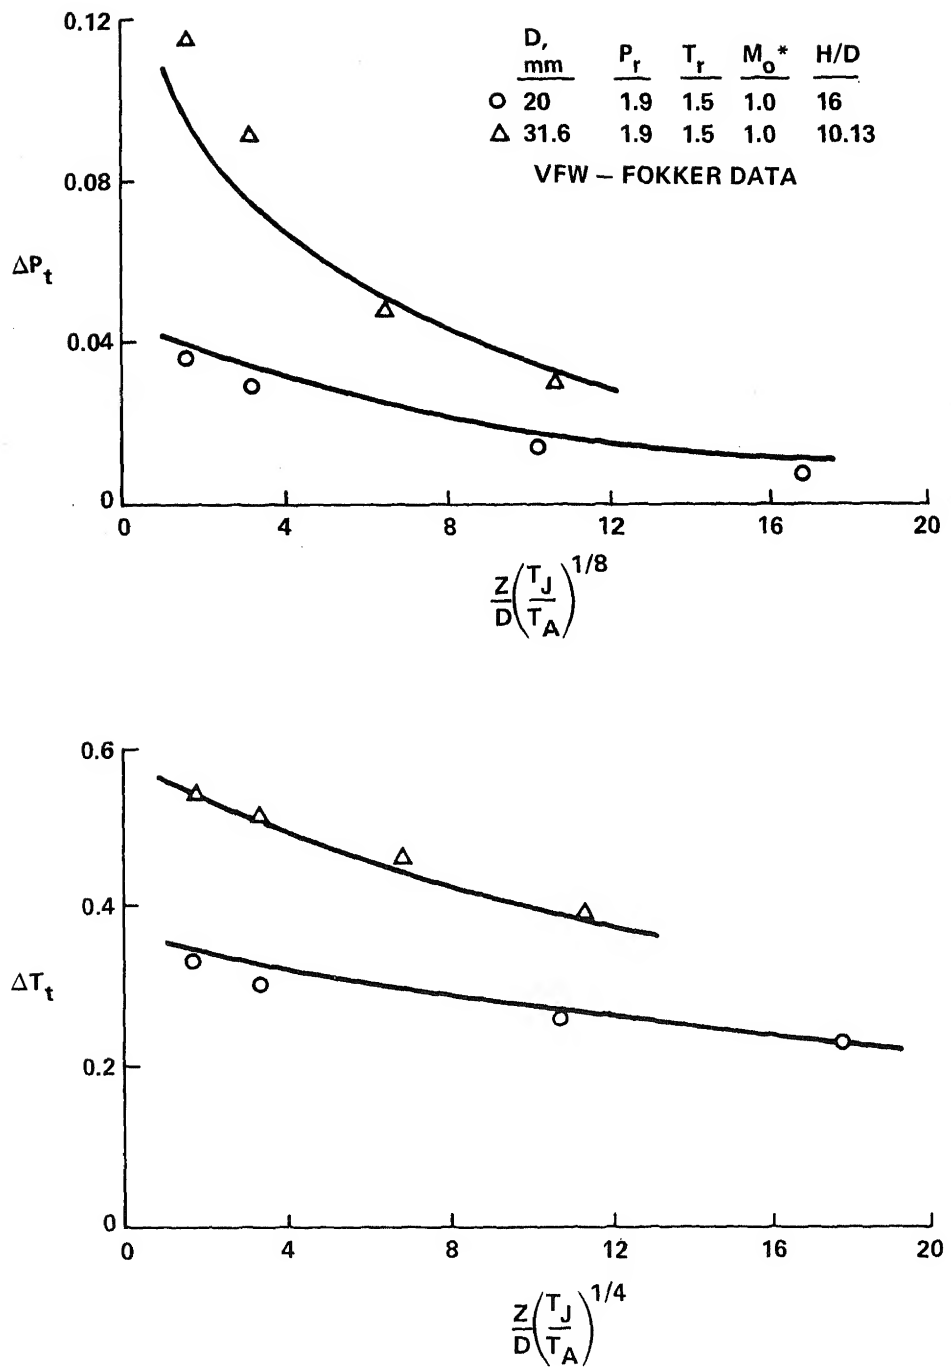 D, mm P_r T_r M_o* H/D
○ 20 1.9 1.5 1.0 16
△ 31.6 1.9 1.5 1.0 10.13
VFW – FOKKER DATA
0.12
0.08
ΔP_t
0.04
0
0 4 8 12 16 20
Z/D (T_J/T_A)^1/8
0.6
0.4
ΔT_t
0.2
0
0 4 8 12 16 20
Z/D (T_J/T_A)^1/4